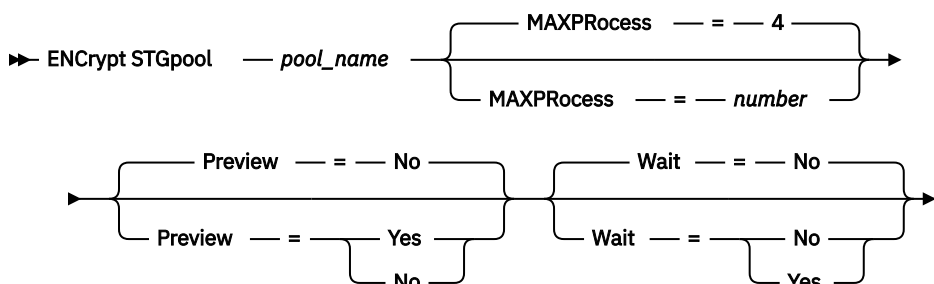 MAXPRocess = 4
ENCrypt STGpool pool_name
MAXPRocess = number
Preview = No Wait = No
Preview = Yes Wait = No
No Yes